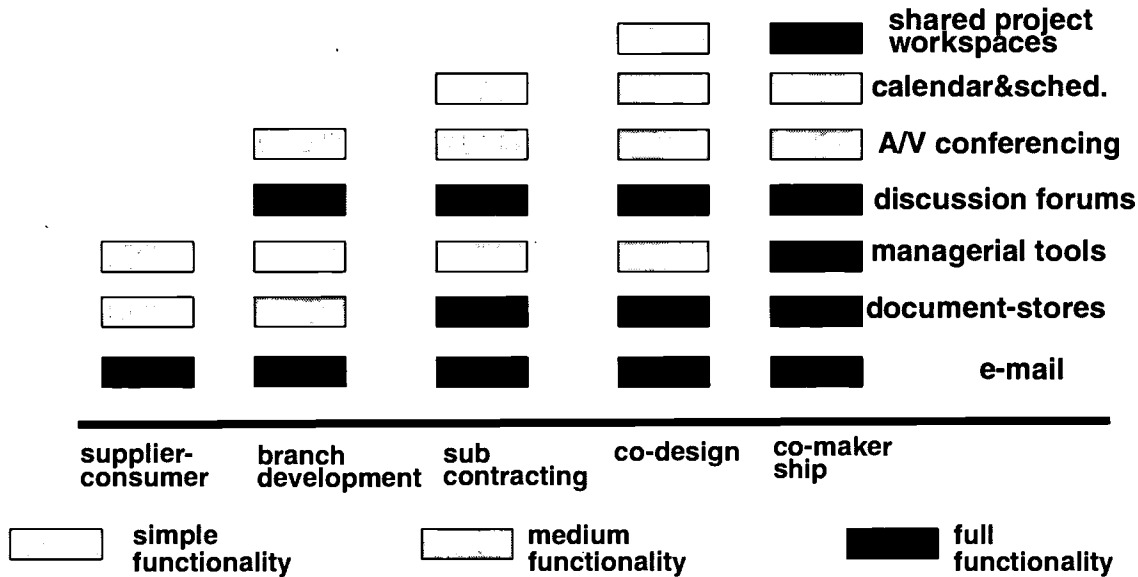 shared project
workspaces
calendar&sched.
A/V conferencing
discussion forums
managerial tools
document-stores
e-mail
supplier-
consumer
branch
development
sub
contracting
co-design
co-maker
ship
simple
functionality
medium
functionality
full
functionality